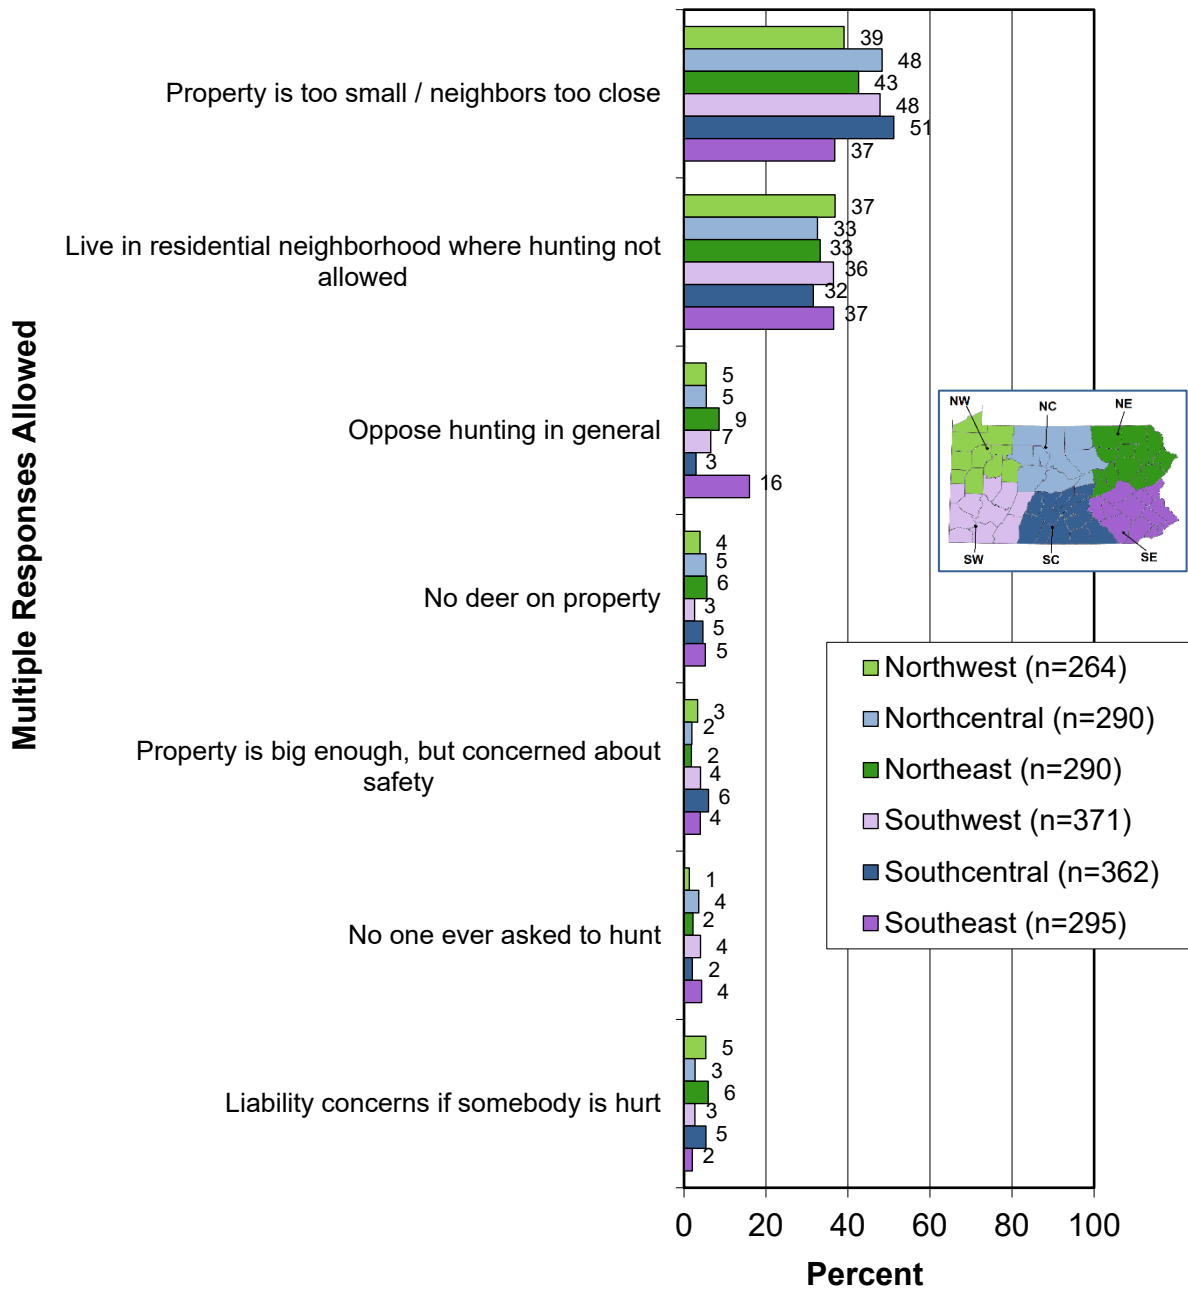 Multiple Responses Allowed
Property is too small / neighbors too close
39
48
43
48
51
37
Live in residential neighborhood where hunting not
allowed
37
33
33
36
32
37
Oppose hunting in general
5
5
9
7
3
16
No deer on property
4
5
6
3
5
5
Property is big enough, but concerned about
safety
3
2
2
4
6
4
No one ever asked to hunt
1
4
2
4
2
4
Liability concerns if somebody is hurt
5
3
6
3
5
2
NW
NC
NE
SW
SC
SE
Northwest (n=264)
Northcentral (n=290)
Northeast (n=290)
Southwest (n=371)
Southcentral (n=362)
Southeast (n=295)
0 20 40 60 80 100
Percent